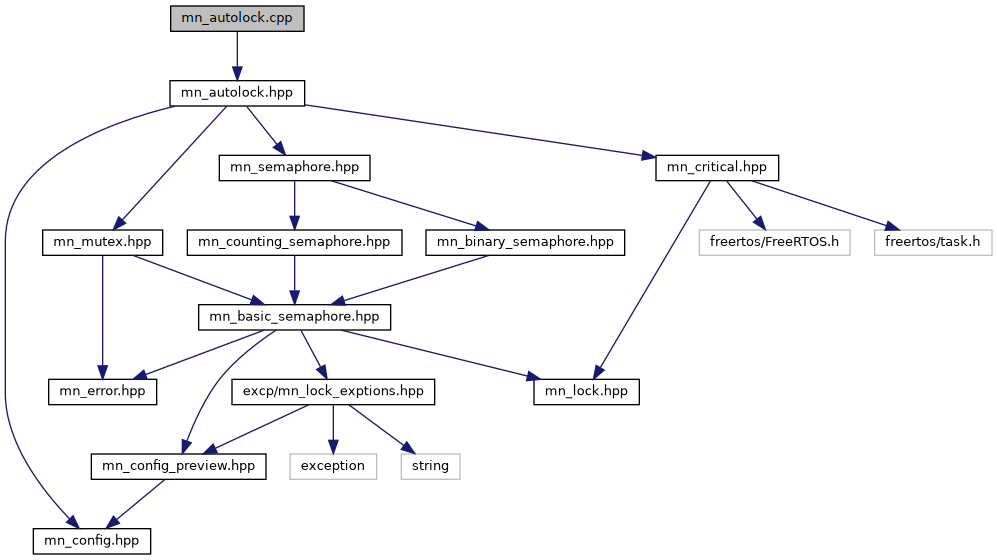 mn_autolock.cpp
mn_autolock.hpp
mn_semaphore.hpp
mn_critical.hpp
mn_mutex.hpp
mn_counting_semaphore.hpp
mn_binary_semaphore.hpp
freertos/FreeRTOS.h
freertos/task.h
mn_basic_semaphore.hpp
mn_error.hpp
excp/mn_lock_exptions.hpp
mn_lock.hpp
mn_config_preview.hpp
exception
string
mn_config.hpp